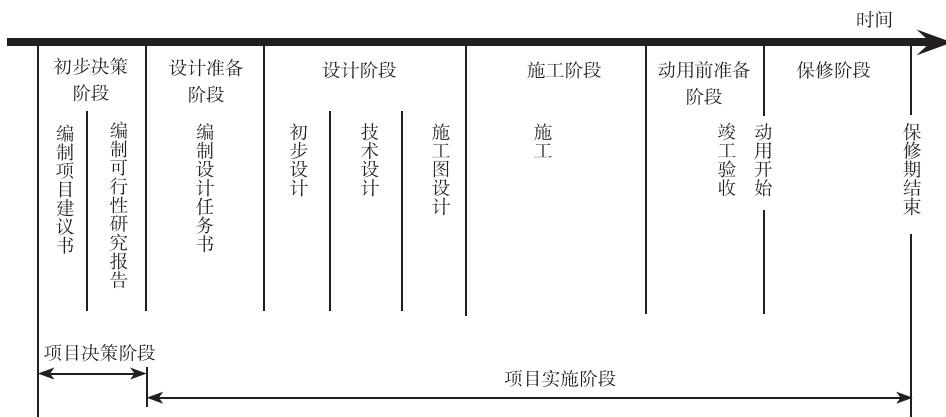 时间
初步决策
阶段
设计准备
阶段
设计阶段
施工阶段
动用前准备
阶段
保修阶段
编制项目建议书
编制可行性研究报告
编制设计任务书
初步设计
技术设计
施工图设计
施工
竣工验收
动用开始
保修期结束
项目决策阶段
项目实施阶段